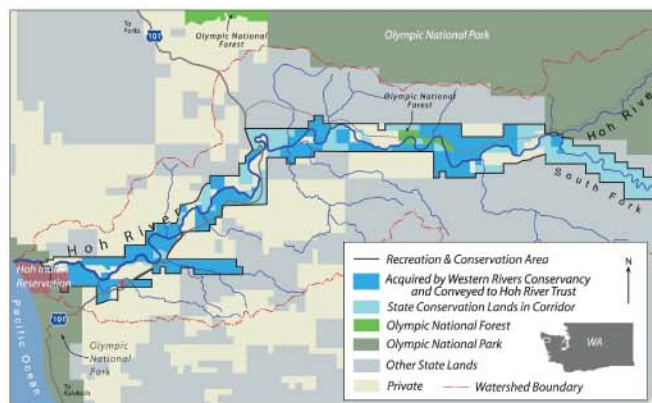 To
Forks
101
Olympic National
Forest
Olympic National Park
Olympic National
Forest
Hoh River
South Fork
Hoh River
Hoh Indian
Reservation
Pacific Ocean
101
Olympic
National
Park
To
Kalaloch
Recreation & Conservation Area
Acquired by Western Rivers Conservancy
and Conveyed to Hoh River Trust
State Conservation Lands in Corridor
Olympic National Forest
Olympic National Park
Other State Lands
Private
Watershed Boundary
N
WA